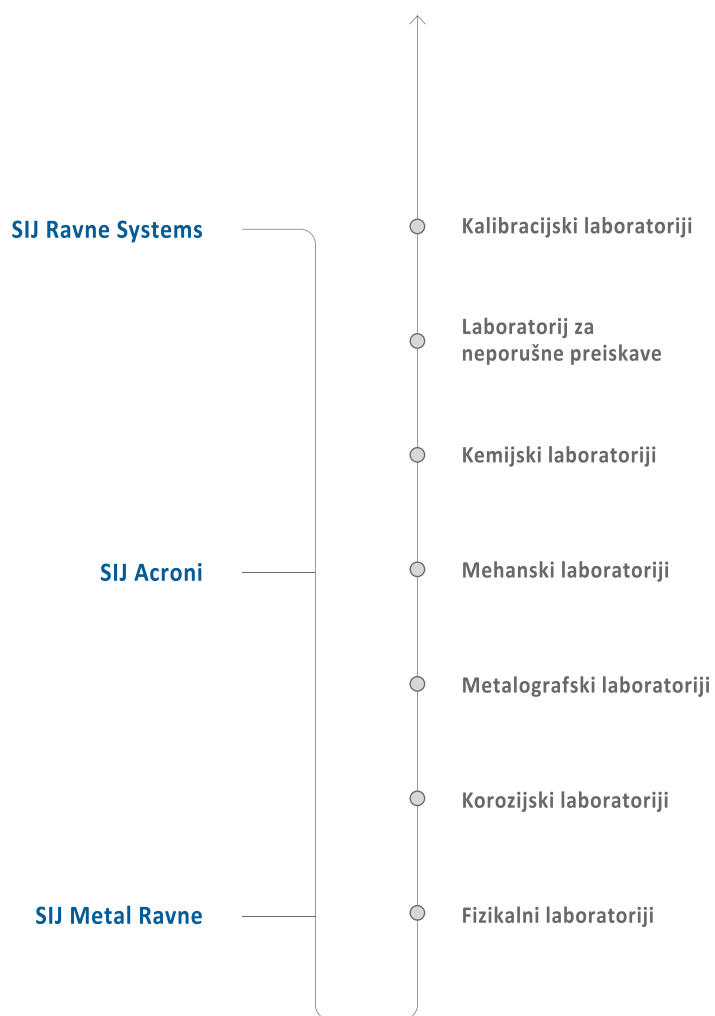 SIJ Ravne Systems
SIJ Acroni
SIJ Metal Ravne
Kalibracijski laboratoriji
Laboratorij za
neporušne preiskave
Kemijski laboratoriji
Mehanski laboratoriji
Metalografski laboratoriji
Korozijski laboratoriji
Fizikalni laboratoriji